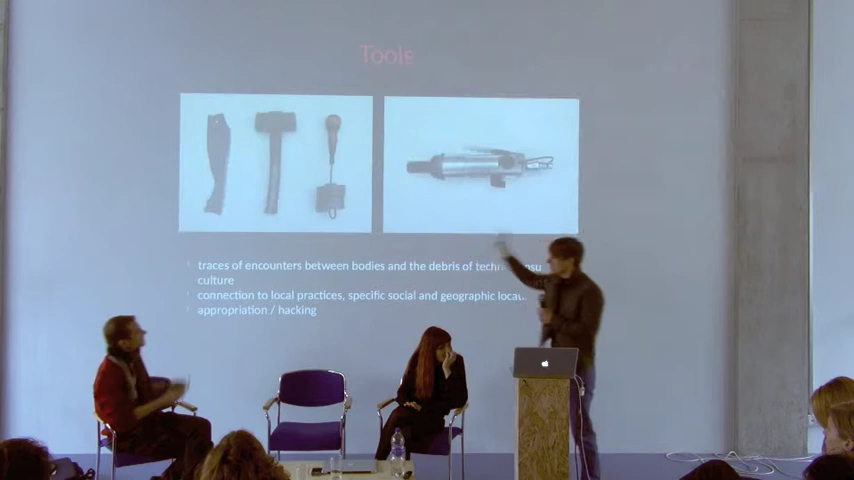 Tools
traces of encounters between bodies and the debris of
culture
connection to local practices, specific social and geographic
appropriation / hacking